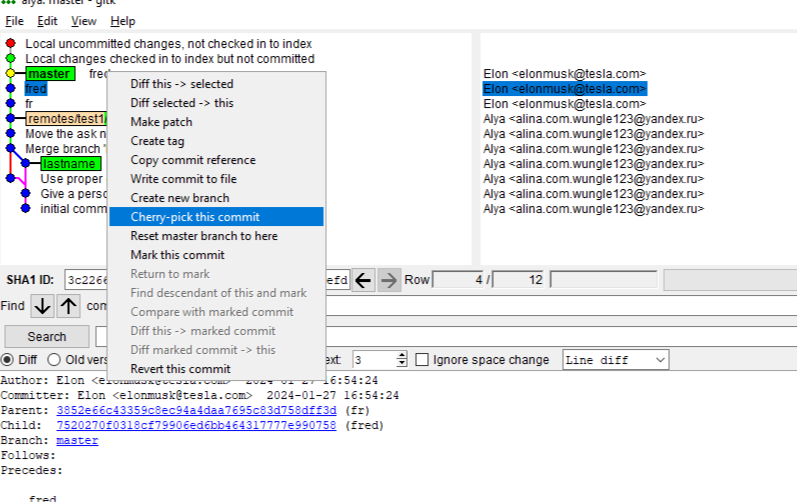 alya: master - gitk
File Edit View Help
Local uncommitted changes, not checked in to index
Local changes checked in to index but not committed
master fred
Elon <elonmusk@tesla.com>
fred
Elon <elonmusk@tesla.com>
fr
Elon <elonmusk@tesla.com>
remotes/test1/
Alya <alina.com.wungle123@yandex.ru>
Move the ask n
Alya <alina.com.wungle123@yandex.ru>
Merge branch '
Alya <alina.com.wungle123@yandex.ru>
lastname
Alya <alina.com.wungle123@yandex.ru>
Use proper
Alya <alina.com.wungle123@yandex.ru>
Give a perso
Alya <alina.com.wungle123@yandex.ru>
initial comm
Alya <alina.com.wungle123@yandex.ru>
Diff this -> selected
Diff selected -> this
Make patch
Create tag
Copy commit reference
Write commit to file
Create new branch
Cherry-pick this commit
Reset master branch to here
Mark this commit
Return to mark
Find descendant of this and mark
Compare with marked commit
Diff this -> marked commit
Diff marked commit -> this
Revert this commit
SHA1 ID: 3c226 efd Row 4 / 12
Find com
Search
Diff Old vers ext: 3 Ignore space change Line diff
Author: Elon <elonmusk@tesla.com> 2024-01-27 16:54:24
Committer: Elon <elonmusk@tesla.com> 2024-01-27 16:54:24
Parent: 3852e66c43359c8ec94a4daa7695c83d758dff3d (fr)
Child: 7520270f0318cf79906ed6bb464317777e990758 (fred)
Branch: master
Follows:
Precedes:
fred